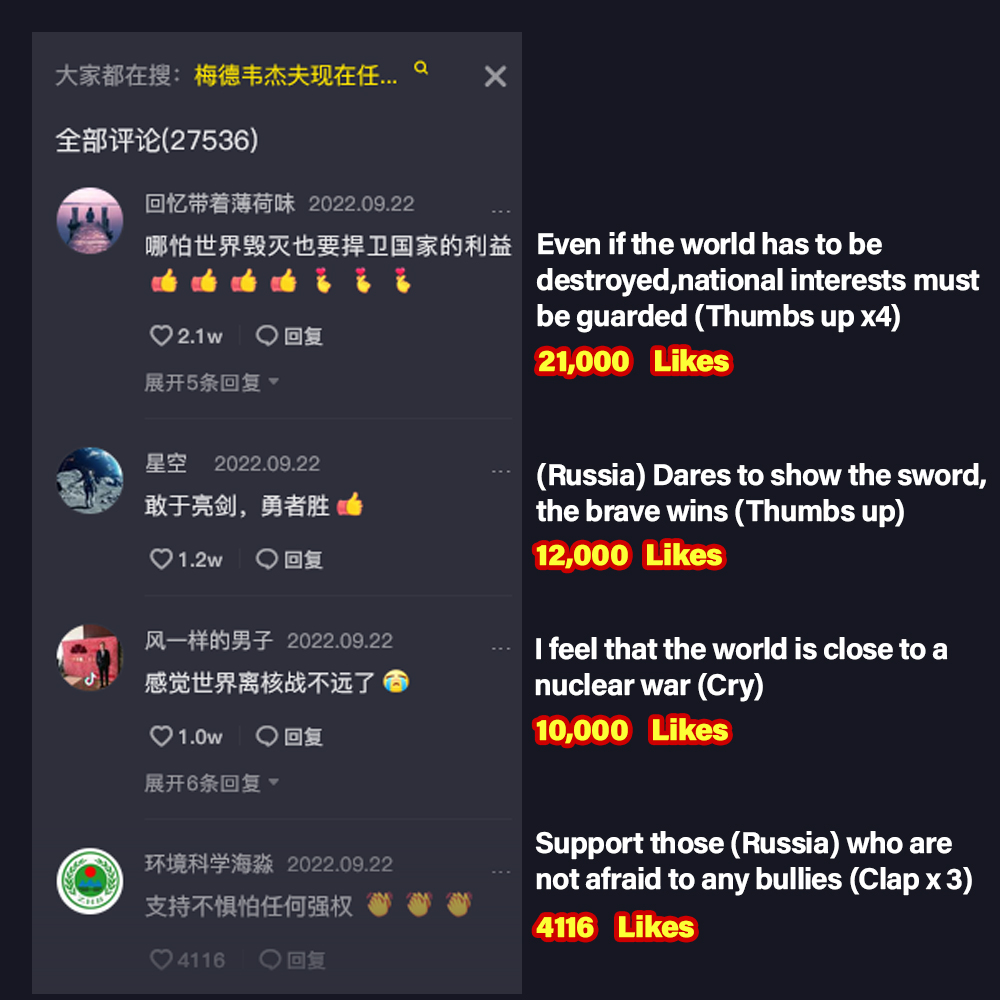 大家都在搜：梅德韦杰夫现在任...
全部评论(27536)
回忆带着薄荷味 2022.09.22 ...
哪怕世界毁灭也要捍卫国家的利益
👍👍👍👍🫰🫰🫰
2.1w 回复
展开5条回复
Even if the world has to be
destroyed,national interests must
be guarded (Thumbs up x4)
21,000 Likes
星空 2022.09.22 ...
敢于亮剑，勇者胜👍
1.2w 回复
(Russia) Dares to show the sword,
the brave wins (Thumbs up)
12,000 Likes
风一样的男子 2022.09.22 ...
感觉世界离核战不远了😭
1.0w 回复
展开6条回复
I feel that the world is close to a
nuclear war (Cry)
10,000 Likes
环境科学海淼 2022.09.22 ...
支持不惧怕任何强权👏👏👏
4116 回复
Support those (Russia) who are
not afraid to any bullies (Clap x 3)
4116 Likes